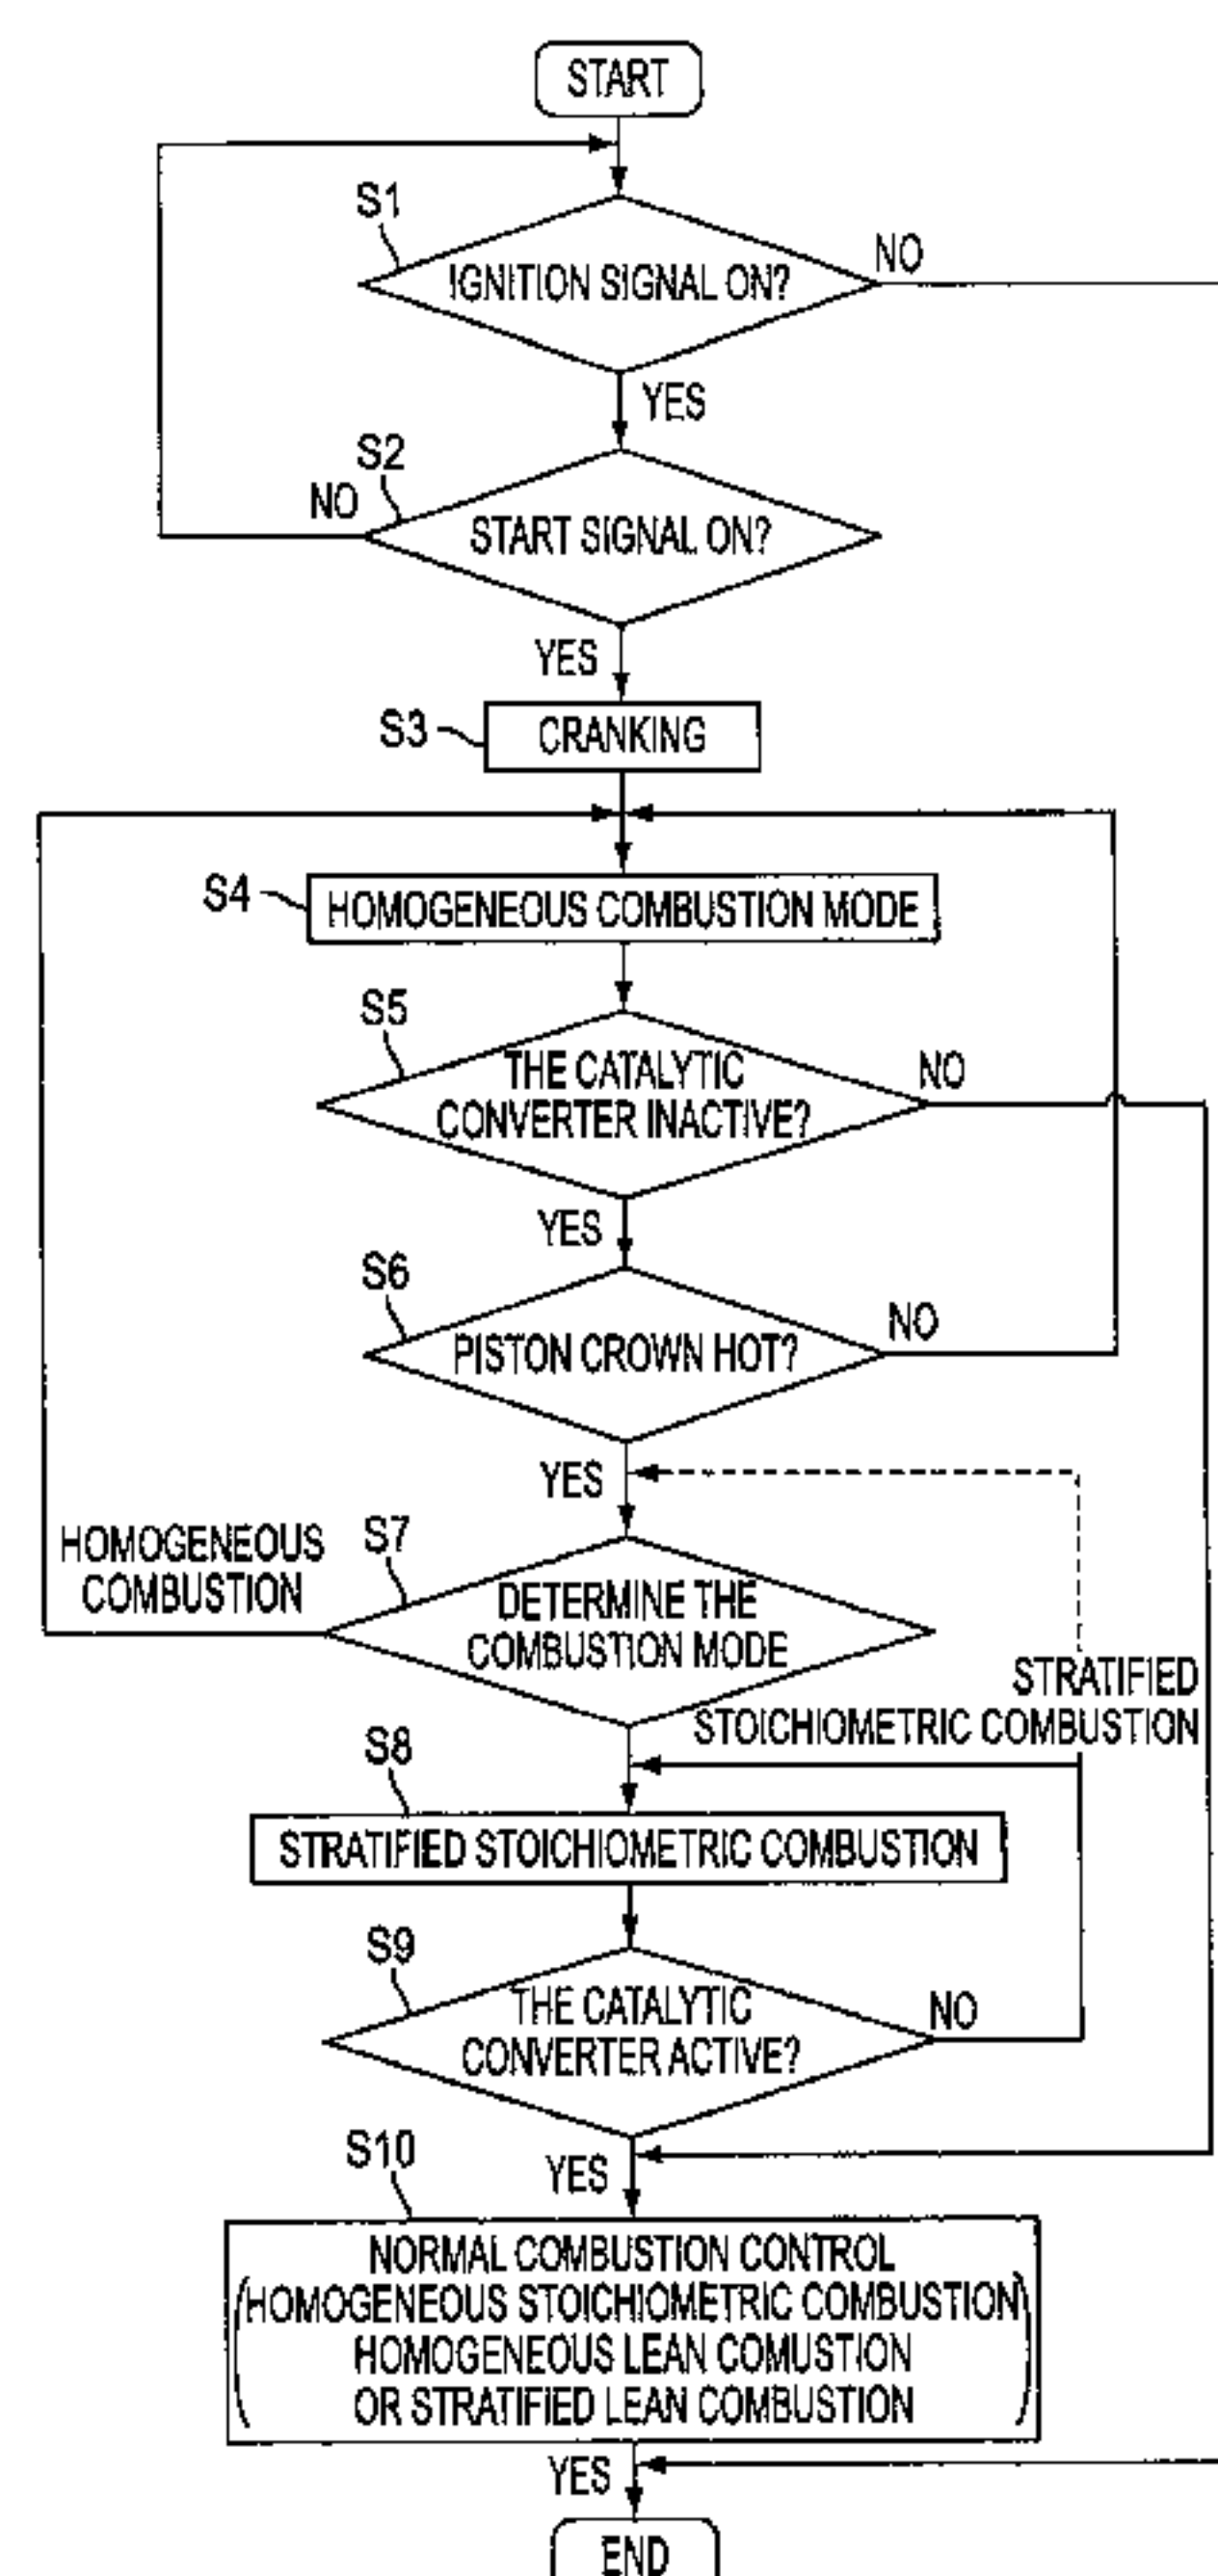 START
S1
IGNITION SIGNAL ON?
NO
YES
S2
NO
START SIGNAL ON?
YES
S3
CRANKING
S4
HOMOGENEOUS COMBUSTION MODE
S5
THE CATALYTIC
CONVERTER INACTIVE?
NO
YES
S6
PISTON CROWN HOT?
NO
YES
HOMOGENEOUS
COMBUSTION
S7
DETERMINE THE
COMBUSTION MODE
STRATIFIED
STOICHIOMETRIC COMBUSTION
S8
STRATIFIED STOICHIOMETRIC COMBUSTION
S9
THE CATALYTIC
CONVERTER ACTIVE?
NO
YES
S10
NORMAL COMBUSTION CONTROL
(HOMOGENEOUS STOICHIOMETRIC COMBUSTION
HOMOGENEOUS LEAN COMUSTION
OR STRATIFIED LEAN COMBUSTION)
YES
END